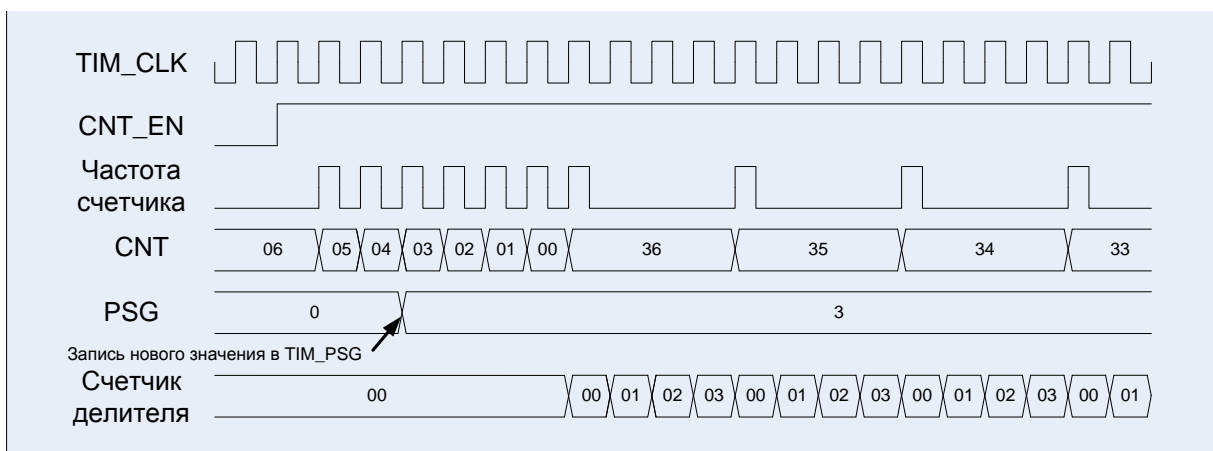 TIM_CLK
CNT_EN
Частота
счетчика
CNT 06 05 04 03 02 01 00 36 35 34 33
PSG 0 3
Запись нового значения в TIM_PSG
Счетчик
делителя
00 00 01 02 03 00 01 02 03 00 01 02 03 00 01